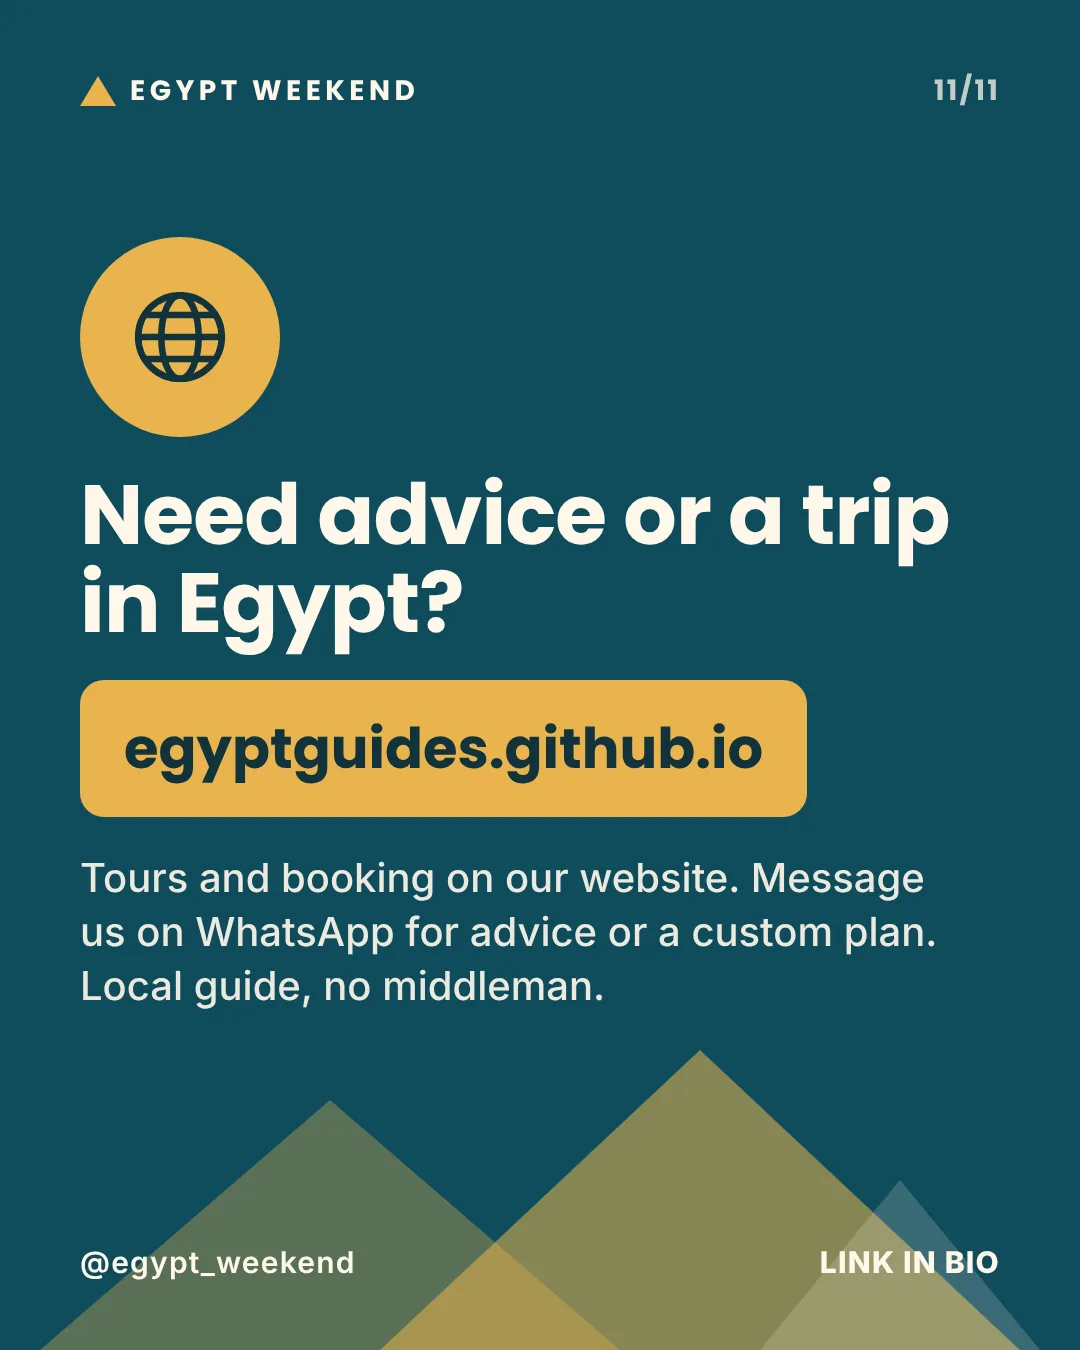 EGYPT WEEKEND
11/11
Need advice or a trip
in Egypt?
egyptguides.github.io
Tours and booking on our website. Message
us on WhatsApp for advice or a custom plan.
Local guide, no middleman.
@egypt_weekend
LINK IN BIO